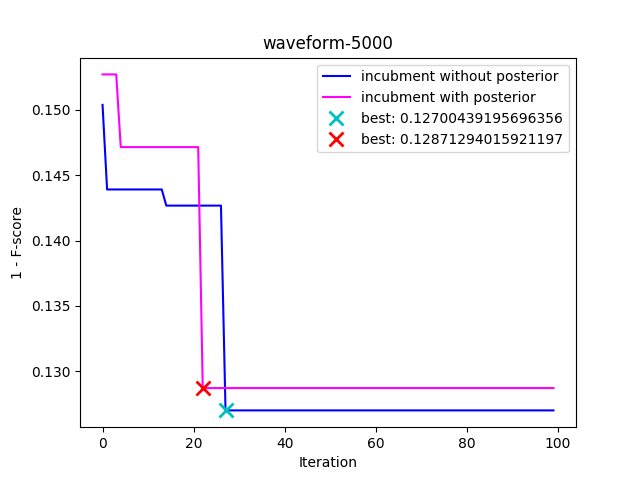 waveform-5000
incubment without posterior
incubment with posterior
best: 0.12700439195696356
best: 0.12871294015921197
0.150
0.145
0.140
0.135
0.130
1 - F-score
0
20
40
60
80
100
Iteration